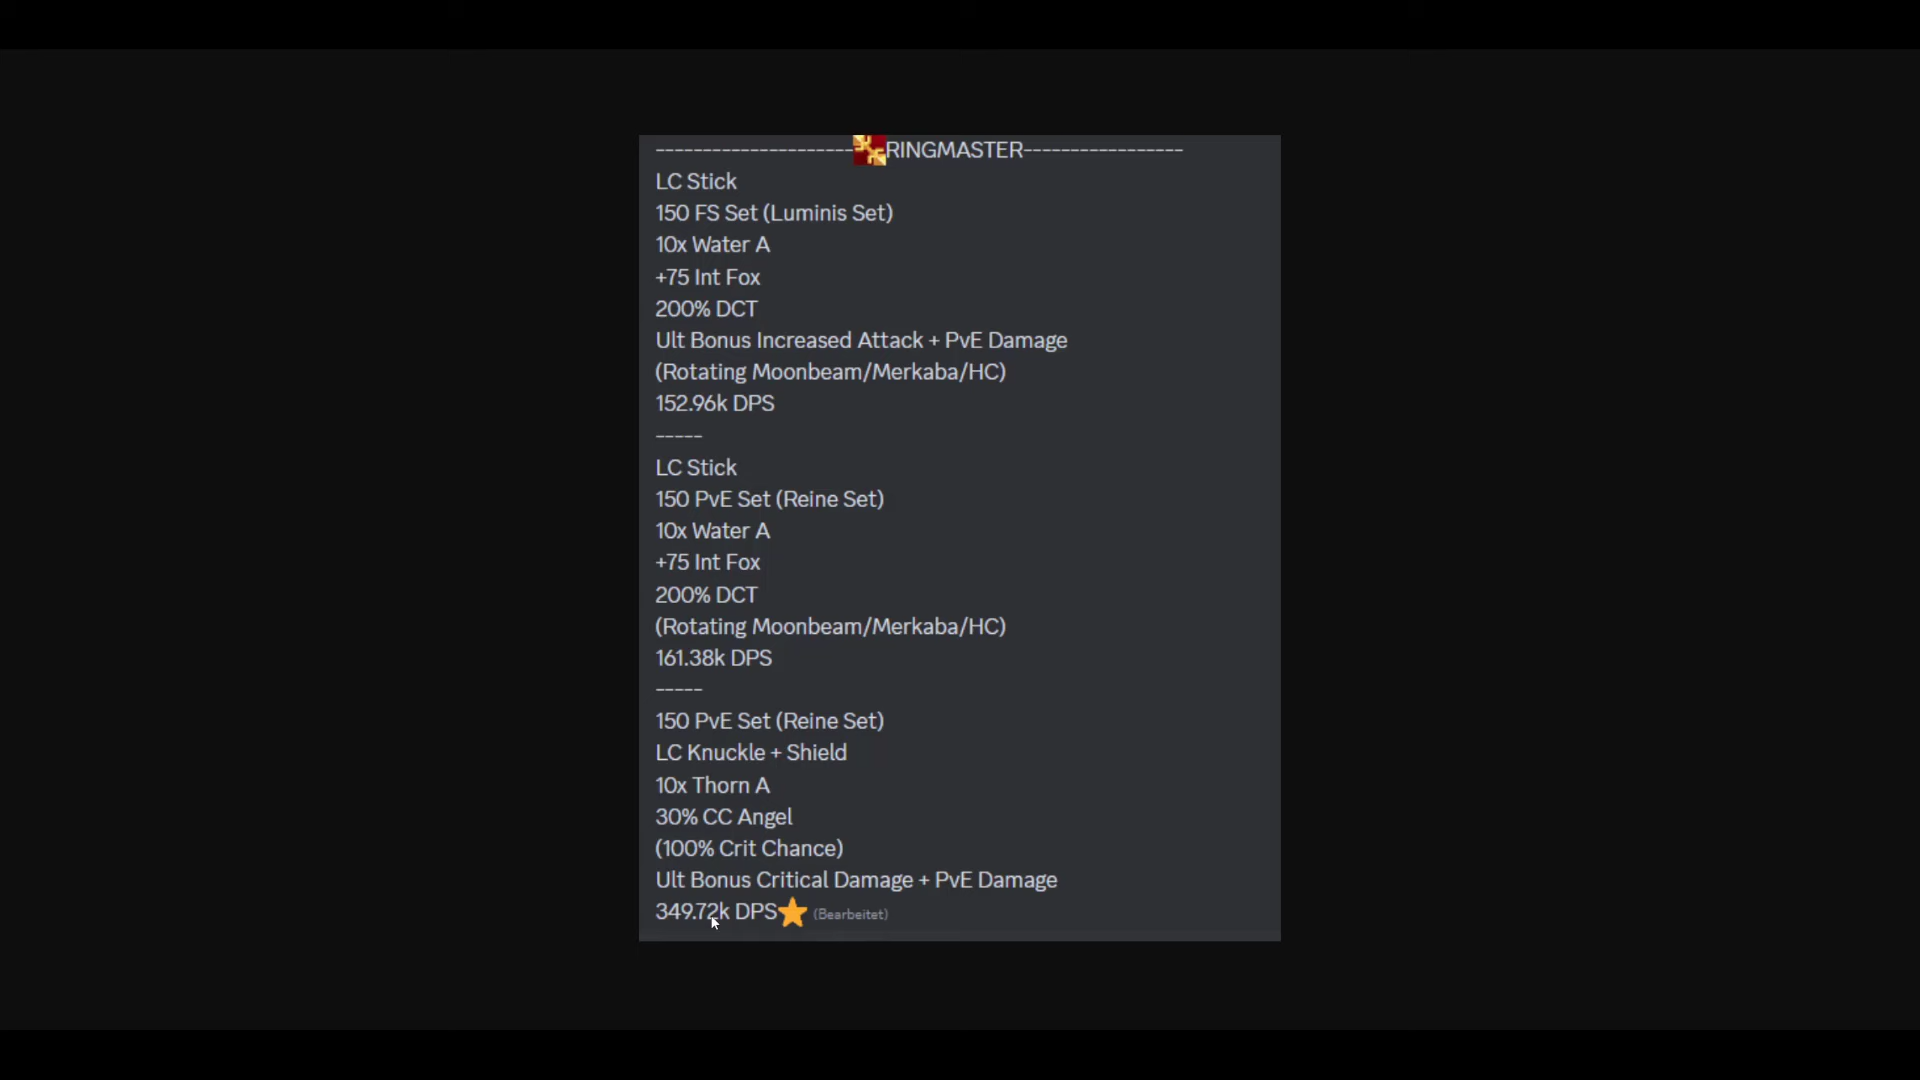 ---------------------RINGMASTER-----------------
LC Stick
150 FS Set (Luminis Set)
10x Water A
+75 Int Fox
200% DCT
Ult Bonus Increased Attack + PvE Damage
(Rotating Moonbeam/Merkaba/HC)
152.96k DPS
-----
LC Stick
150 PvE Set (Reine Set)
10x Water A
+75 Int Fox
200% DCT
(Rotating Moonbeam/Merkaba/HC)
161.38k DPS
-----
150 PvE Set (Reine Set)
LC Knuckle + Shield
10x Thorn A
30% CC Angel
(100% Crit Chance)
Ult Bonus Critical Damage + PvE Damage
349.72k DPS⭐ (Bearbeitet)